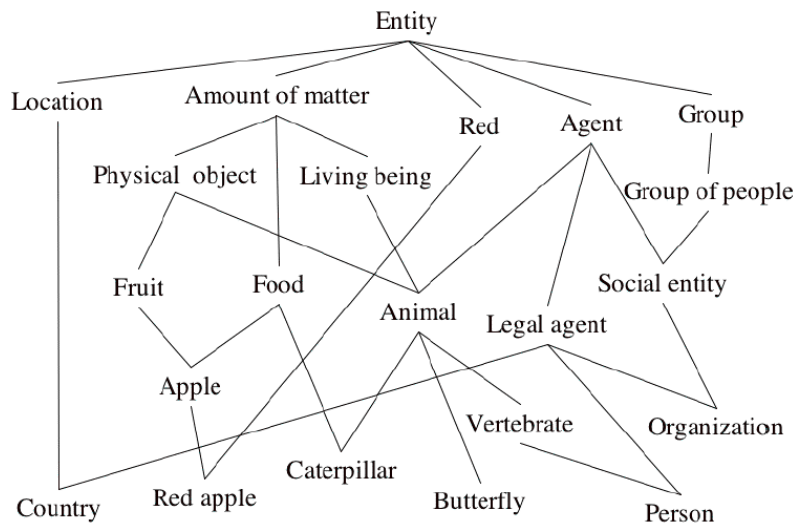 Entity
Location
Amount of matter
Red
Agent
Group
Physical object
Living being
Group of people
Fruit
Food
Animal
Legal agent
Social entity
Apple
Vertebrate
Organization
Country
Red apple
Caterpillar
Butterfly
Person